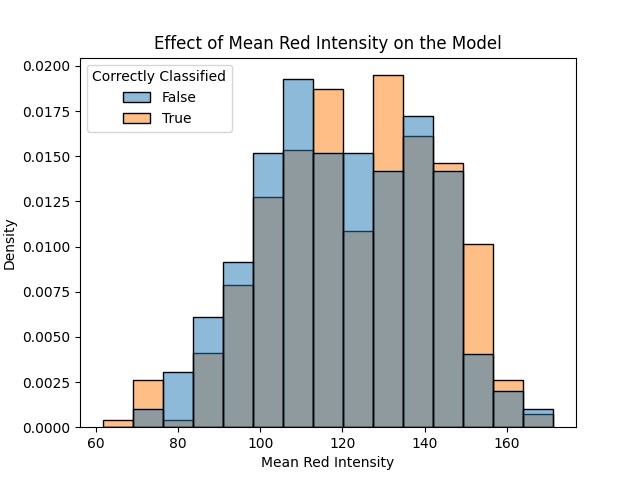 Effect of Mean Red Intensity on the Model
Correctly Classified
False
True
0.0200
0.0175
0.0150
0.0125
0.0100
0.0075
0.0050
0.0025
0.0000
Density
60 80 100 120 140 160
Mean Red Intensity